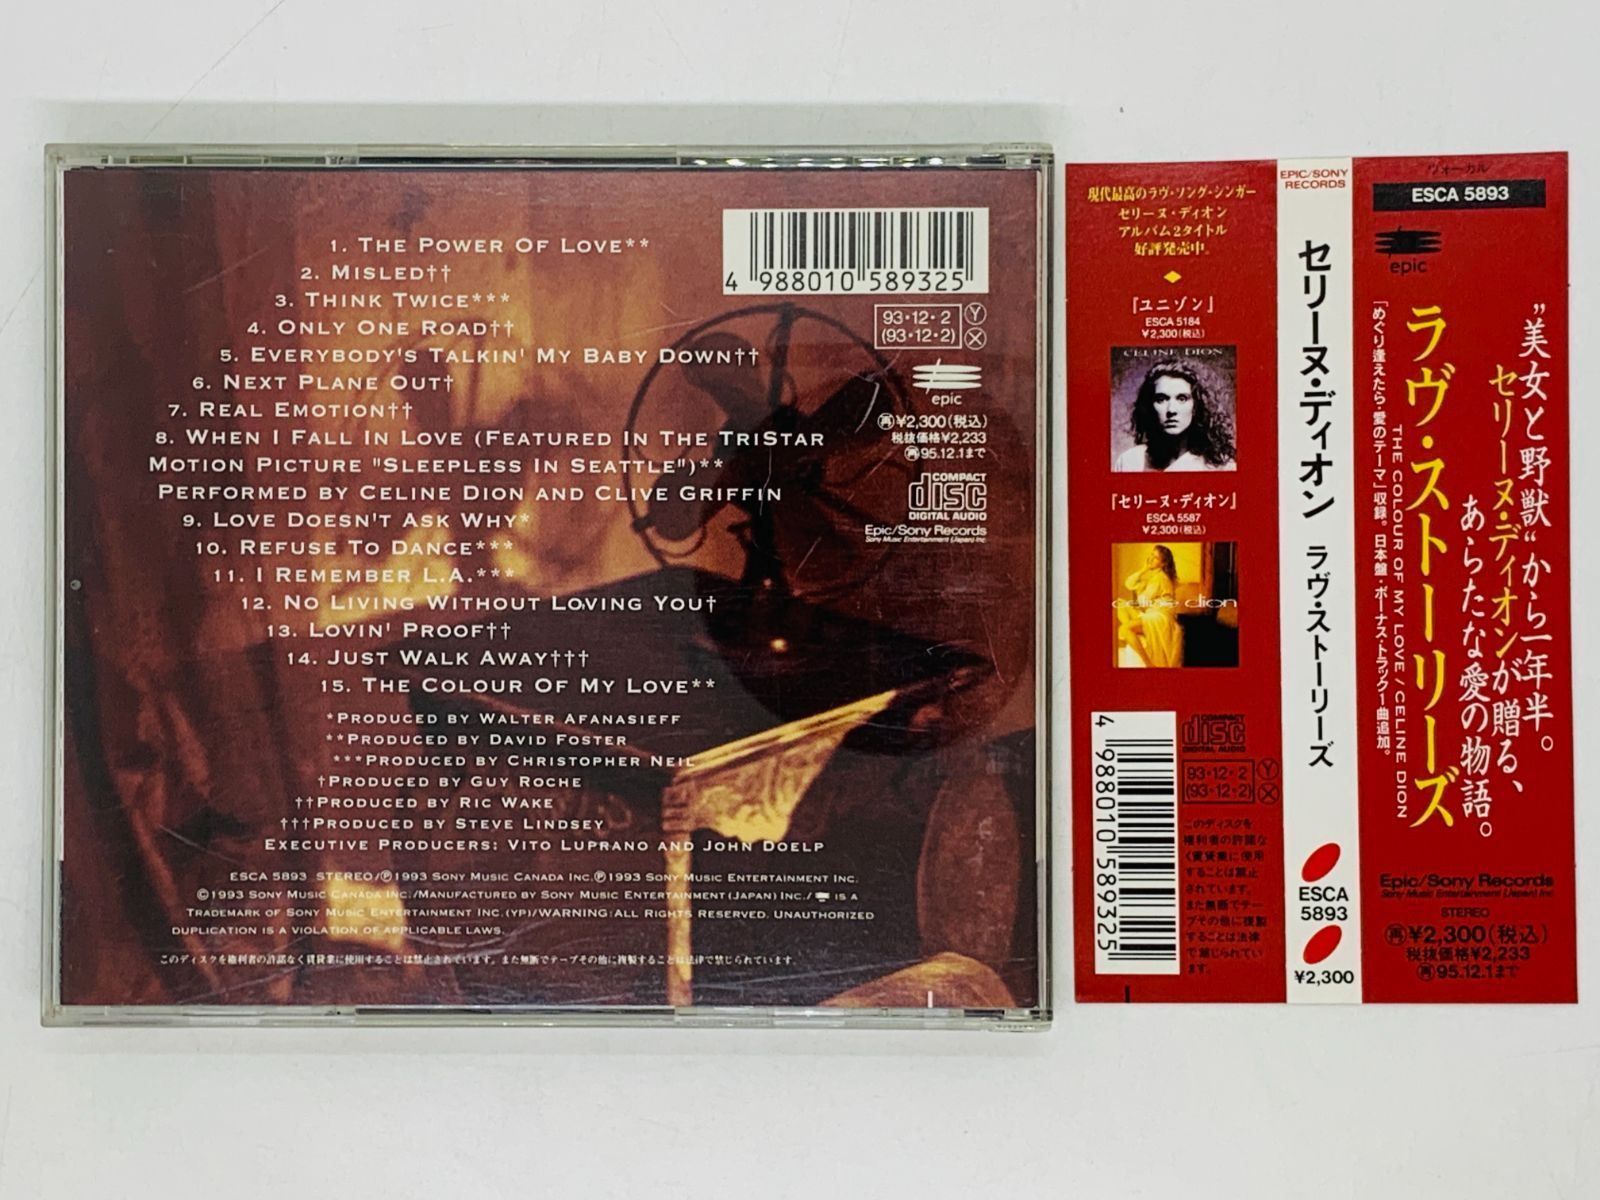 1. The Power Of Love**
2. Misled††
3. Think Twice***
4. Only One Road††
5. Everybody's Talkin' My Baby Down††
6. Next Plane Out†
7. Real Emotion††
8. When I Fall In Love (Featured In The TriStar
Motion Picture "Sleepless In Seattle")**
Performed by Celine Dion and Clive Griffin
9. Love Doesn't Ask Why*
10. Refuse To Dance***
11. I Remember L.A.***
12. No Living Without Loving You†
13. Lovin' Proof††
14. Just Walk Away†††
15. The Colour Of My Love**
*Produced by Walter Afanasieff
**Produced by David Foster
***Produced by Christopher Neil
†Produced by Guy Roche
††Produced by Ric Wake
†††Produced by Steve Lindsey
Executive Producers: Vito Luprano and John Doelp
ESCA 5893 STEREO/Ⓟ1993 Sony Music Canada Inc.Ⓟ1993 Sony Music Entertainment Inc.
©1993 Sony Music Canada Inc./Manufactured by Sony Music Entertainment (Japan) Inc./ is a
Trademark of Sony Music Entertainment Inc.(YP)/WARNING:All Rights Reserved. Unauthorized
duplication is a violation of applicable laws.
このディスクを権利者の許諾なく賃貸業に使用することは禁止されています。また無断でテープその他に複製することは法律で禁じられています。
4 988010 589325
93・12・2 Ⓨ
(93・12・2) Ⓧ
epic
㊢¥2,300(税込)
税抜価格¥2,233
㊢95.12.1まで
COMPACT
disc
DIGITAL AUDIO
Epic/Sony Records
Sony Music Entertainment (Japan) Inc.
現代最高のラヴ・ソング・シンガー
セリーヌ・ディオン
アルバム2タイトル
好評発売中。
『ユニゾン』
ESCA 5184
¥2,300(税込)
CELINE DION
『セリーヌ・ディオン』
ESCA 5587
¥2,300(税込)
celine dion
4 988010 589325
COMPACT
disc
DIGITAL AUDIO
93・12・2 Ⓨ
(93・12・2) Ⓧ
このディスクを
権利者の許諾な
く賃貸業に使用
することは禁止
されています。
また無断でテー
プその他に複製
することは法律
で禁じられてい
ます。
EPIC/SONY
RECORDS
セリーヌ・ディオン ラヴ・ストーリーズ
ESCA
5893
¥2,300
ヴォーカル
ESCA 5893
epic
"美女と野獣"から一年半。
セリーヌ・ディオンが贈る、
あらたな愛の物語。
ラヴ・ストーリーズ
THE COLOUR OF MY LOVE / CELINE DION
「めぐり逢えたら・愛のテーマ」収録。日本盤・ボーナス・トラック1曲追加。
Epic/Sony Records
Sony Music Entertainment (Japan) Inc.
STEREO
㊢¥2,300(税込)
税抜価格¥2,233
㊢95.12.1まで